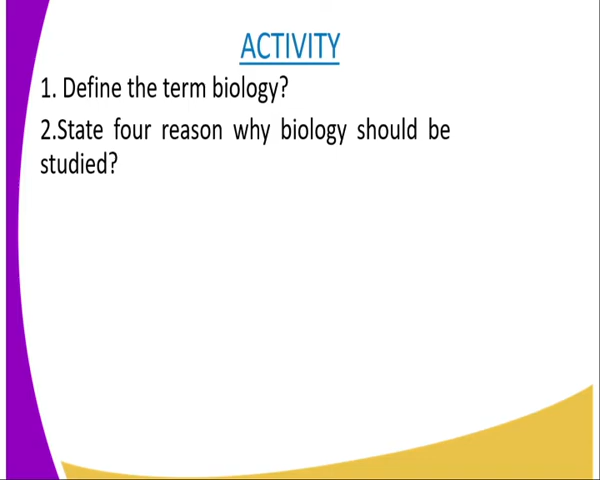 ACTIVITY
1. Define the term biology?
2.State four reason why biology should be
studied?